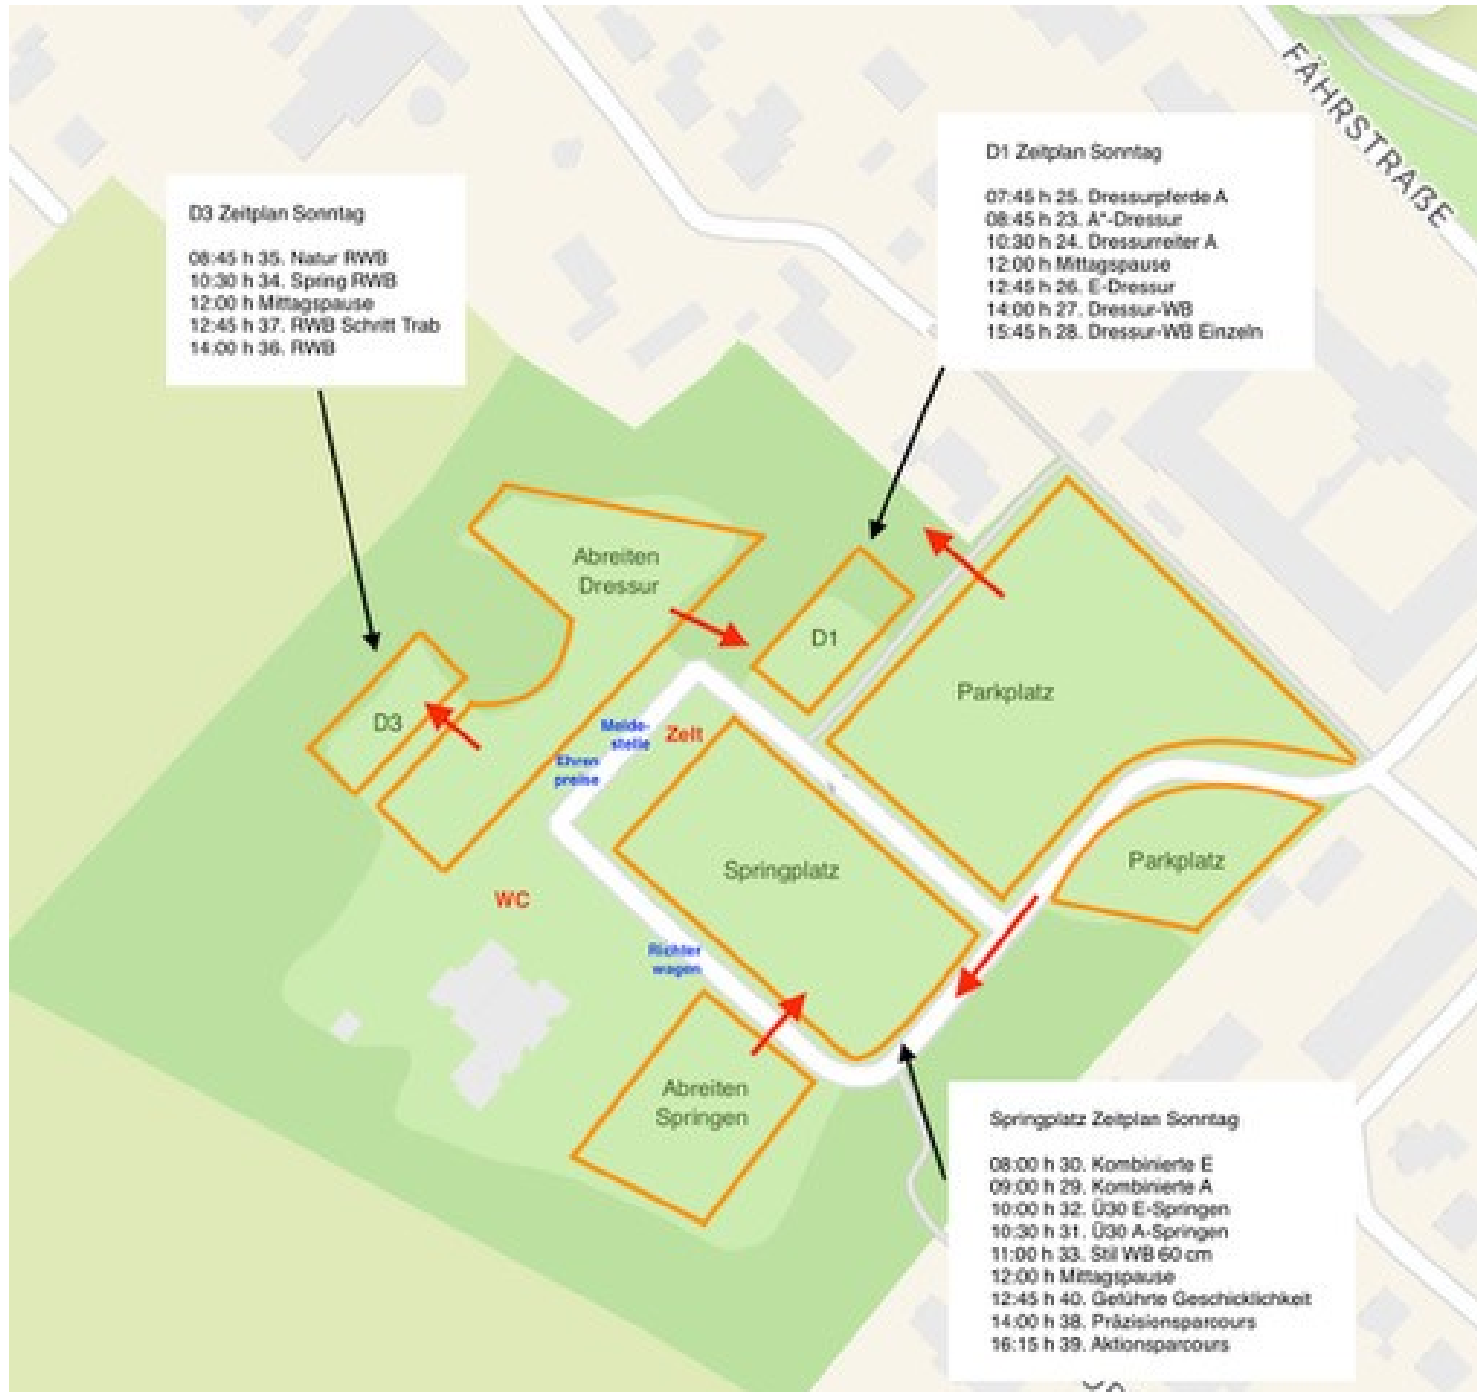 FÄHRSTRAßE
D1 Zeitplan Sonntag
07:45 h 25. Dressurpferde A
08:45 h 23. A*-Dressur
10:30 h 24. Dressurreiter A
12:00 h Mittagspause
12:45 h 26. E-Dressur
14:00 h 27. Dressur-WB
15:45 h 28. Dressur-WB Einzeln
D3 Zeitplan Sonntag
08:45 h 35. Natur RWB
10:30 h 34. Spring RWB
12:00 h Mittagspause
12:45 h 37. RWB Schritt Trab
14:00 h 36. RWB
Abreiten
Dressur
D1
D3
Parkplatz
Melde-
stelle
Zelt
Ehren
preise
Springplatz
Parkplatz
WC
Richter
wagen
Abreiten
Springen
Springplatz Zeitplan Sonntag
08:00 h 30. Kombinierte E
09:00 h 29. Kombinierte A
10:00 h 32. Ü30 E-Springen
10:30 h 31. Ü30 A-Springen
11:00 h 33. Stil WB 60 cm
12:00 h Mittagspause
12:45 h 40. Geführte Geschicklichkeit
14:00 h 38. Präzisiensparcours
16:15 h 39. Aktionsparcours